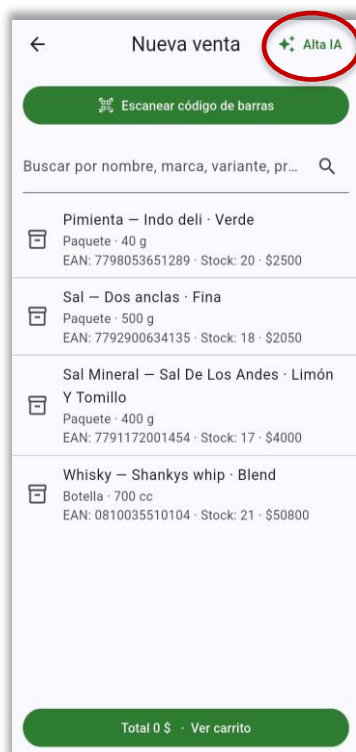 Nueva venta
Alta IA
Escanear código de barras
Buscar por nombre, marca, variante, pr...
Pimienta — Indo deli · Verde
Paquete · 40 g
EAN: 7798053651289 · Stock: 20 · $2500
Sal — Dos anclas · Fina
Paquete · 500 g
EAN: 7792900634135 · Stock: 18 · $2050
Sal Mineral — Sal De Los Andes · Limón
Y Tomillo
Paquete · 400 g
EAN: 7791172001454 · Stock: 17 · $4000
Whisky — Shankys whip · Blend
Botella · 700 cc
EAN: 0810035510104 · Stock: 21 · $50800
Total 0 $ · Ver carrito